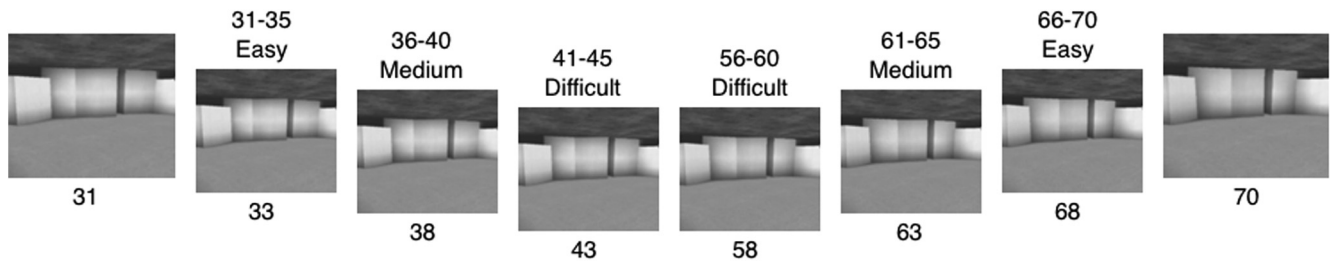 31
31-35
Easy
33
36-40
Medium
38
41-45
Difficult
43
56-60
Difficult
58
61-65
Medium
63
66-70
Easy
68
70